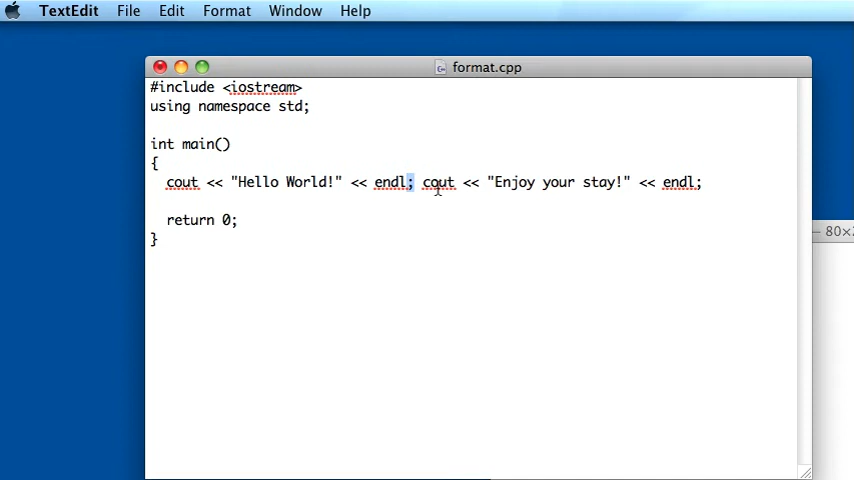 TextEdit File Edit Format Window Help
format.cpp
#include <iostream>
using namespace std;
int main()
{
cout << "Hello World!" << endl; cout << "Enjoy your stay!" << endl;
return 0;
}
— 80×